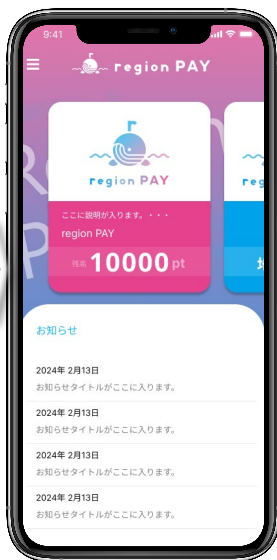 9:41
region PAY
region PAY
ここに説明が入ります。・・・
region PAY
残高 10000 pt
お知らせ
2024年 2月13日
お知らせタイトルがここに入ります。
2024年 2月13日
お知らせタイトルがここに入ります。
2024年 2月13日
お知らせタイトルがここに入ります。
2024年 2月13日
お知らせタイトルがここに入ります。